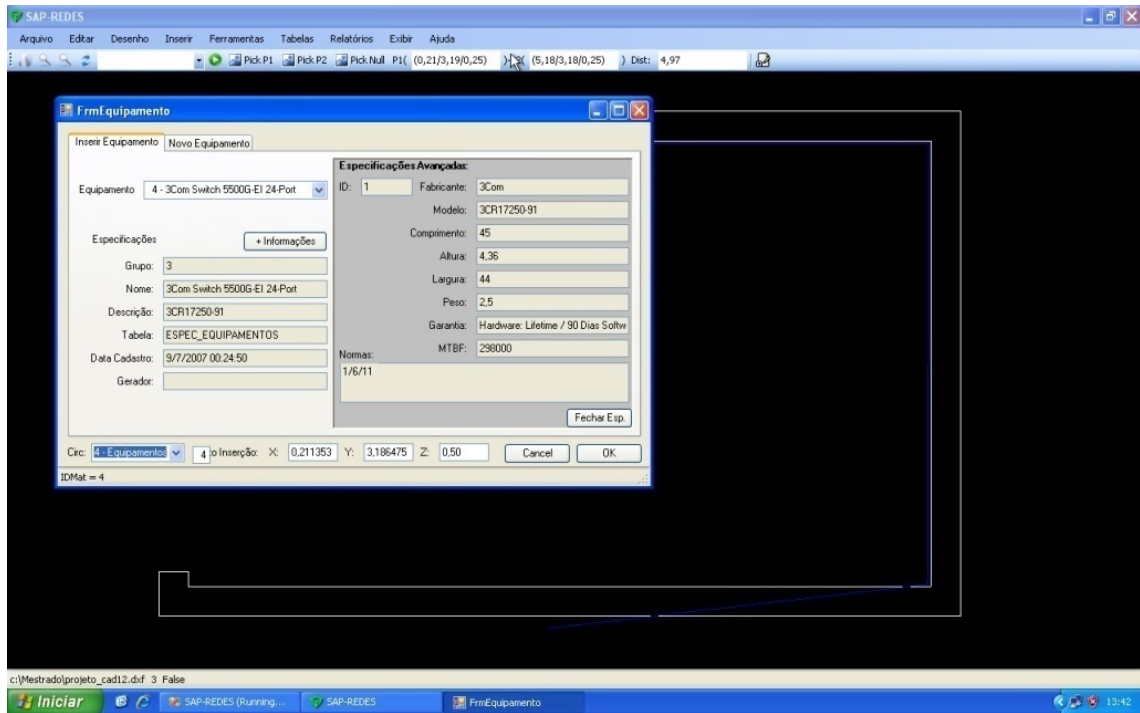 SAP-REDES
Arquivo Editar Desenho Inserir Ferramentas Tabelas Relatórios Exibir Ajuda
Pick P1 Pick P2 Pick Null P1( (0,21/3,19/0,25) (5,18/3,18/0,25) ) Dist: 4,97
FrmEquipamento
Inserir Equipamento Novo Equipamento
Equipamento 4 - 3Com Switch 5500G-EI 24-Port
Especificações + Informações
Grupo: 3
Nome: 3Com Switch 5500G-EI 24-Port
Descrição: 3CR17250-91
Tabela: ESPEC_EQUIPAMENTOS
Data Cadastro: 9/7/2007 00:24:50
Gerador:
Especificações Avançadas:
ID: 1 Fabricante: 3Com
Modelo: 3CR17250-91
Comprimento: 45
Altura: 4,36
Largura: 44
Peso: 2,5
Garantia: Hardware: Lifetime / 90 Dias Softw
MTBF: 298000
Normas:
1/6/11
Fechar Esp.
Circ: 4 - Equipamentos 4 o Inserção: X: 0,211353 Y: 3,186475 Z: 0,50 Cancel OK
IDMat = 4
c:\Mestrado\projeto_cad12.dxf 3 False
Iniciar SAP-REDES (Running... SAP-REDES FrmEquipamento 13:42